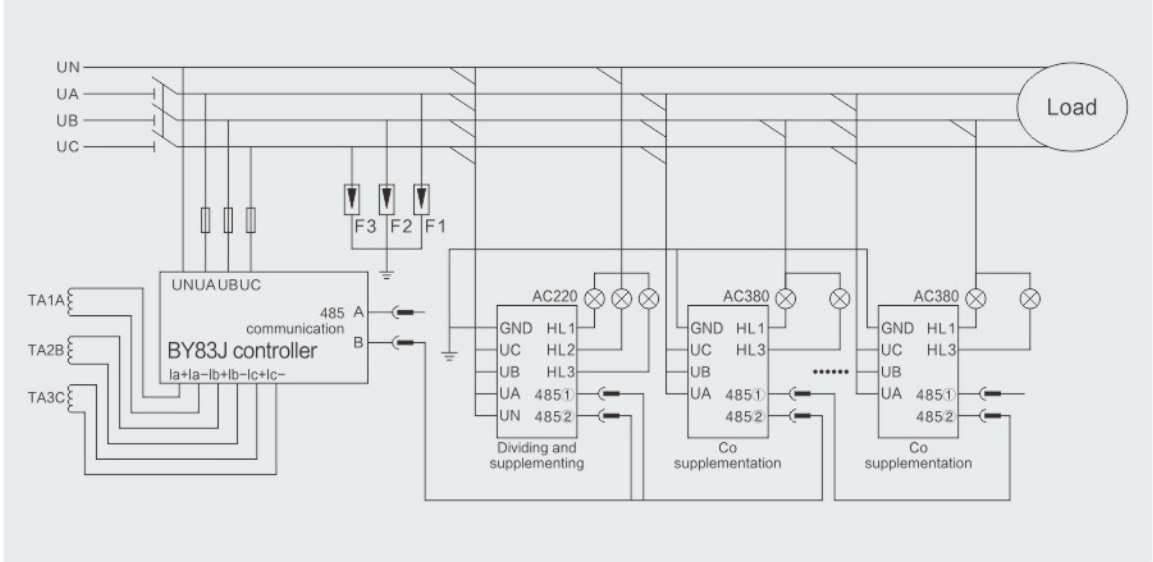 UN
UA
UB
UC
Load
F3 F2 F1
UNUAUBUC
TA1A
TA2B
TA3C
485 A
communication
B
BY83J controller
Ia+Ia-Ib+Ib-Ic+Ic-
AC220
GND HL1
UC HL2
UB HL3
UA 485①
UN 485②
Dividing and
supplementing
AC380
GND HL1
UC HL3
UB
UA 485①
485②
Co
supplementation
......
AC380
GND HL1
UC HL3
UB
UA 485①
485②
Co
supplementation